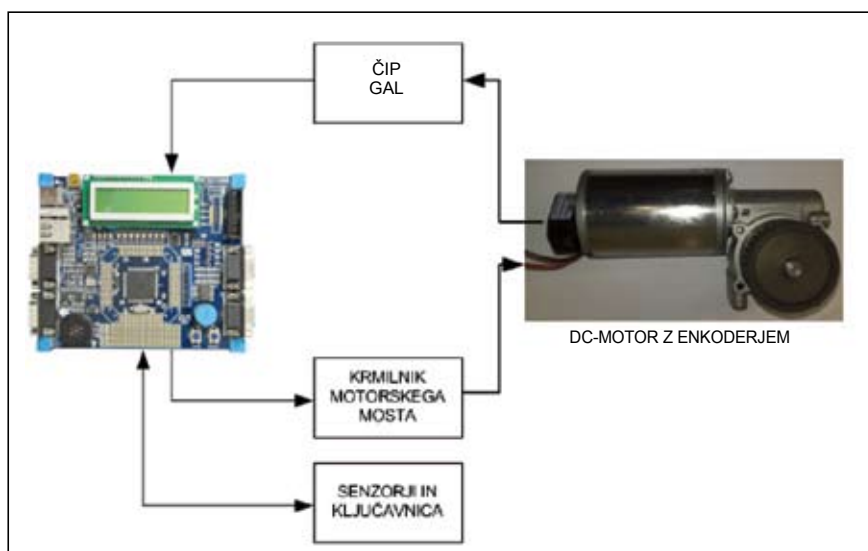 ČIP
GAL
DC-MOTOR Z ENKODERJEM
KRMILNIK
MOTORSKEGA
MOSTA
SENZORJI IN
KLJUČAVNICA